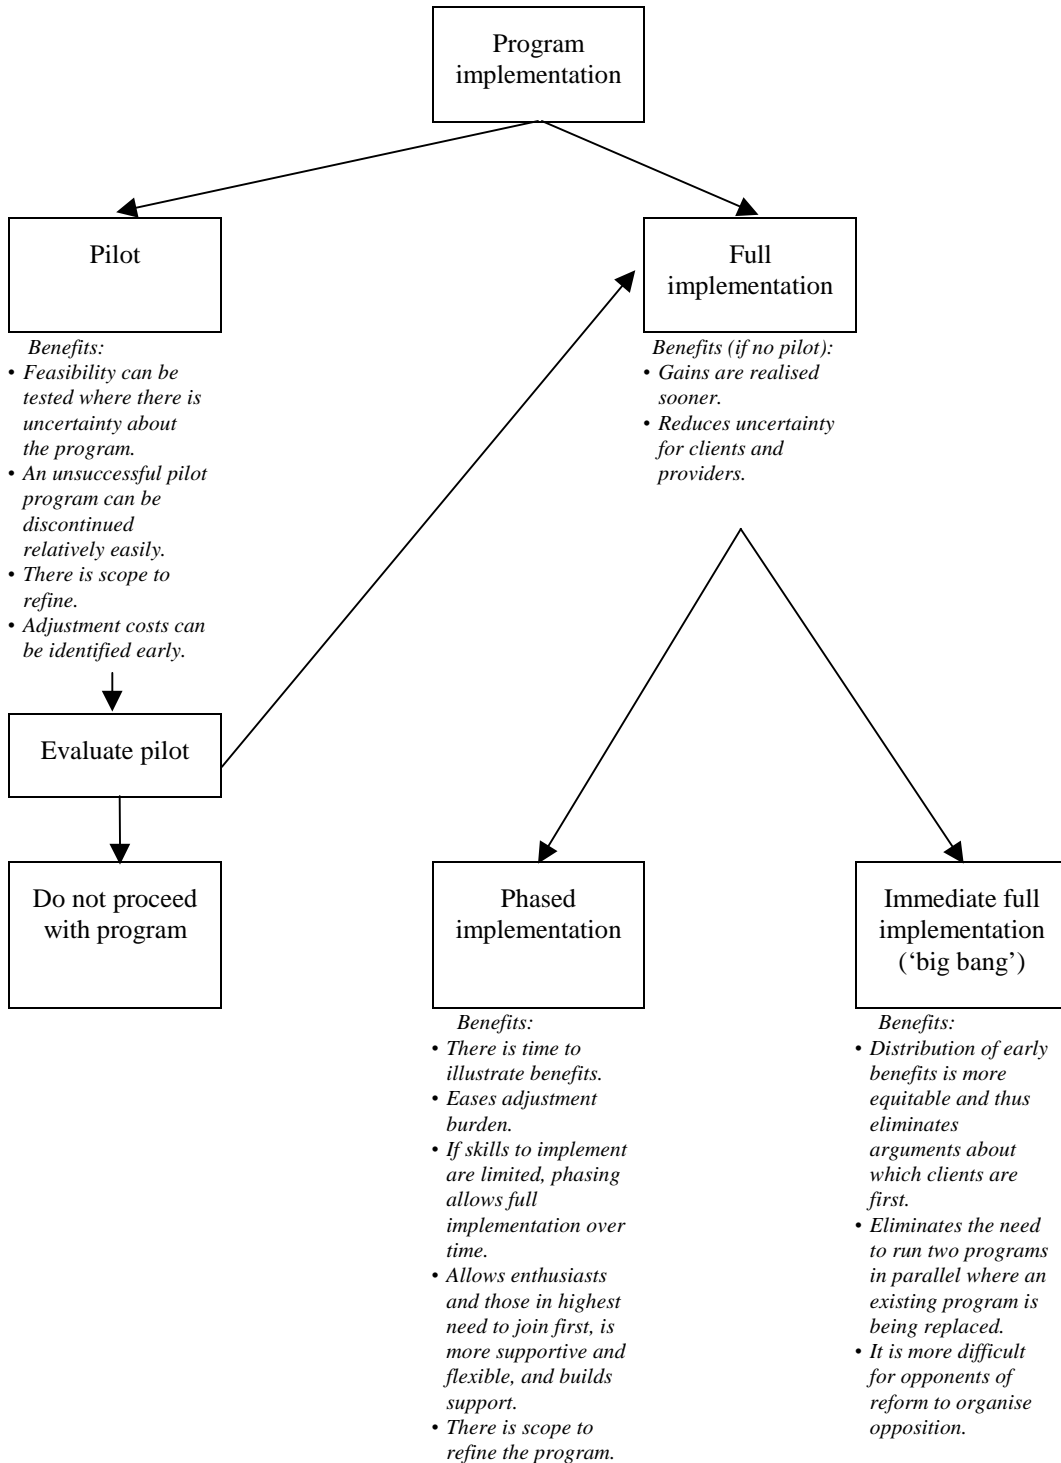 Program
implementation
Pilot
Full
implementation
Benefits:
• Feasibility can be
tested where there is
uncertainty about
the program.
• An unsuccessful pilot
program can be
discontinued
relatively easily.
• There is scope to
refine.
• Adjustment costs can
be identified early.
Benefits (if no pilot):
• Gains are realised
sooner.
• Reduces uncertainty
for clients and
providers.
Evaluate pilot
Do not proceed
with program
Phased
implementation
Immediate full
implementation
(‘big bang’)
Benefits:
• There is time to
illustrate benefits.
• Eases adjustment
burden.
• If skills to implement
are limited, phasing
allows full
implementation over
time.
• Allows enthusiasts
and those in highest
need to join first, is
more supportive and
flexible, and builds
support.
• There is scope to
refine the program.
Benefits:
• Distribution of early
benefits is more
equitable and thus
eliminates
arguments about
which clients are
first.
• Eliminates the need
to run two programs
in parallel where an
existing program is
being replaced.
• It is more difficult
for opponents of
reform to organise
opposition.